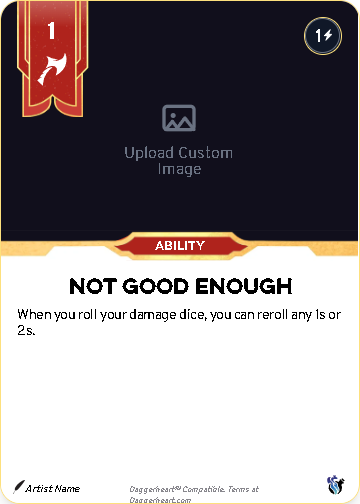 1
1
Upload Custom
Image
ABILITY
NOT GOOD ENOUGH
When you roll your damage dice, you can reroll any 1s or
2s.
Artist Name
Daggerheart™ Compatible. Terms at
Daggerheart.com